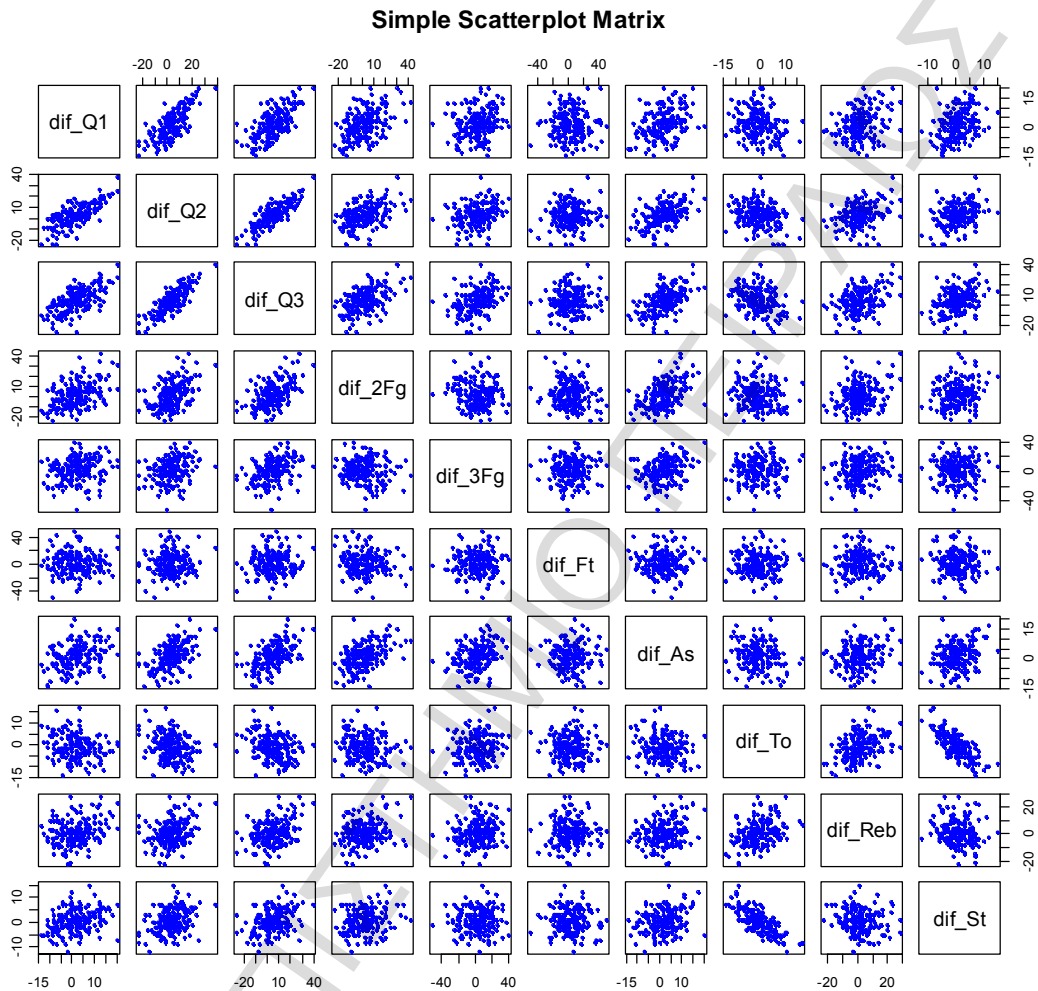 Simple Scatterplot Matrix
-20 0 20 -20 10 40 -40 0 40 -15 0 10 -10 0 10
dif_Q1 -15 0 15
-20 10 40 dif_Q2
dif_Q3 -20 10 40
-20 10 40 dif_2Fg
dif_3Fg -40 0 40
-40 0 40 dif_Ft
dif_As -15 0 15
-15 0 10 dif_To
dif_Reb -20 0 20
-10 0 10 dif_St
-15 0 10 -20 10 40 -40 0 40 -15 0 10 -20 0 20
ΠΕΙΡΑΙΩΣ